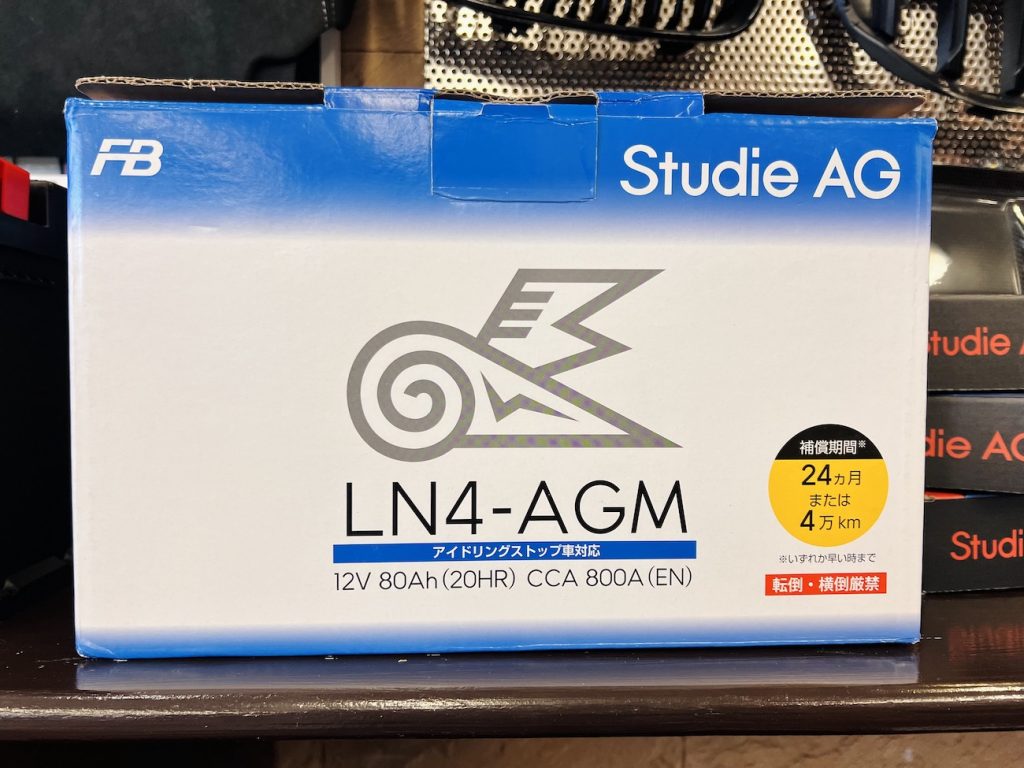 FB
Studie AG
LN4-AGM
アイドリングストップ車対応
12V 80Ah(20HR) CCA 800A(EN)
補償期間※
24ヵ月
または
4万km
※いずれか早い時まで
転倒・横倒厳禁
Studie
die AG
Studi